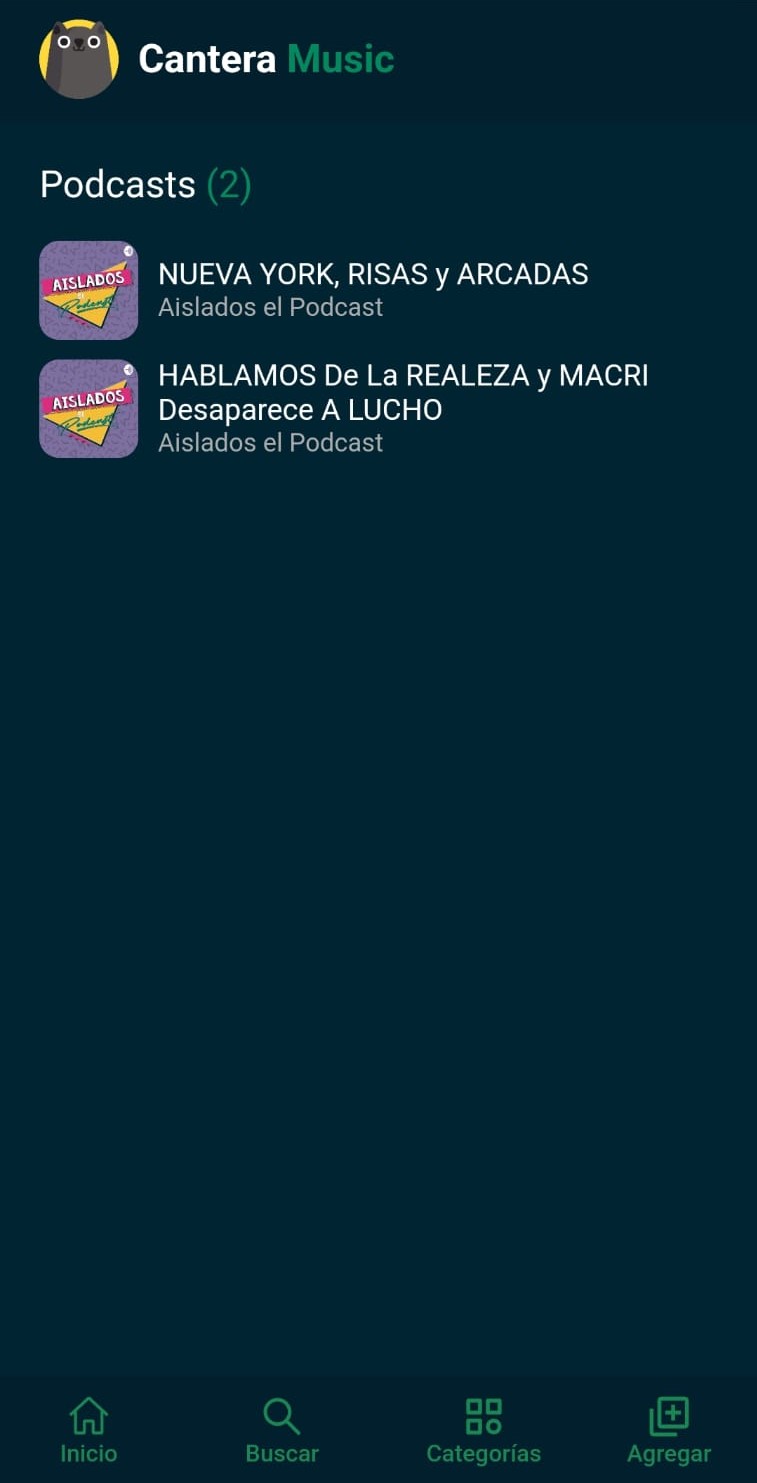 Cantera Music
Podcasts (2)
AISLADOS
el
Podcast
NUEVA YORK, RISAS y ARCADAS
Aislados el Podcast
AISLADOS
el
Podcast
HABLAMOS De La REALEZA y MACRI
Desaparece A LUCHO
Aislados el Podcast
Inicio
Buscar
Categorías
Agregar